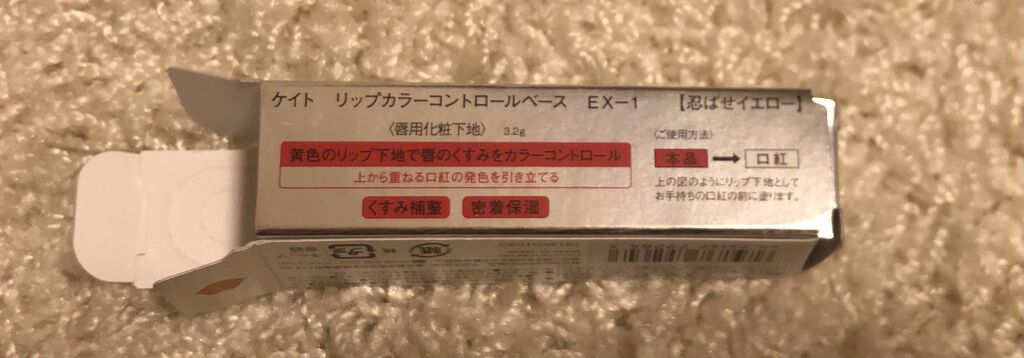 ケイト　リップカラーコントロールベース　EX−1　【忍ばせイエロー】
〈唇用化粧下地〉　3.2g
黄色のリップ下地で唇のくすみをカラーコントロール
上から重ねる口紅の発色を引き立てる
くすみ補整　密着保湿
〈ご使用方法〉
本品→口紅
上の図のようにリップ下地として
お手持ちの口紅の前に塗ります。